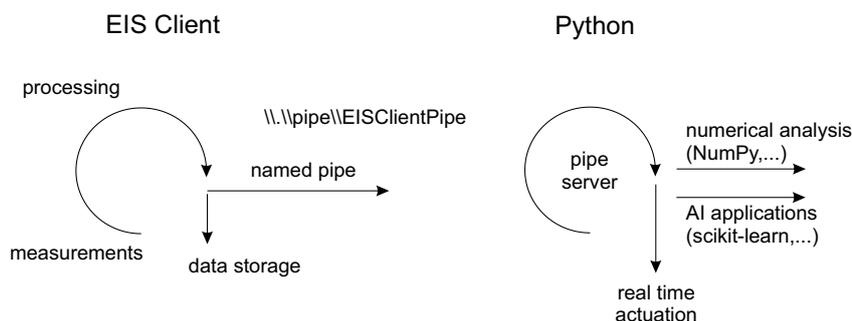 EIS Client
processing
\\.\\pipe\\EISClientPipe
named pipe
measurements
data storage
Python
pipe
server
numerical analysis
(NumPy,...)
AI applications
(scikit-learn,...)
real time
actuation